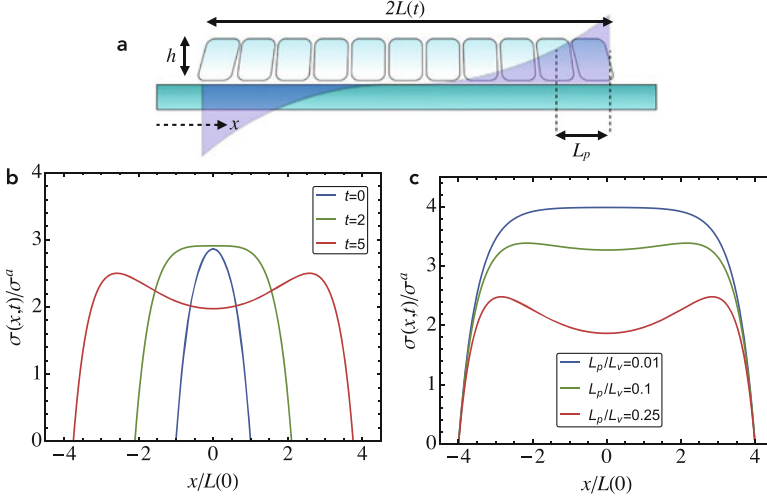 2L(t)
a
h
x
L_p
b
c
4
3
2
1
0
σ(x,t)/σ^a
t=0
t=2
t=5
−4 −2 0 2 4
x/L(0)
4
3
2
1
0
σ(x,t)/σ^a
L_p/L_v=0.01
L_p/L_v=0.1
L_p/L_v=0.25
−4 −2 0 2 4
x/L(0)